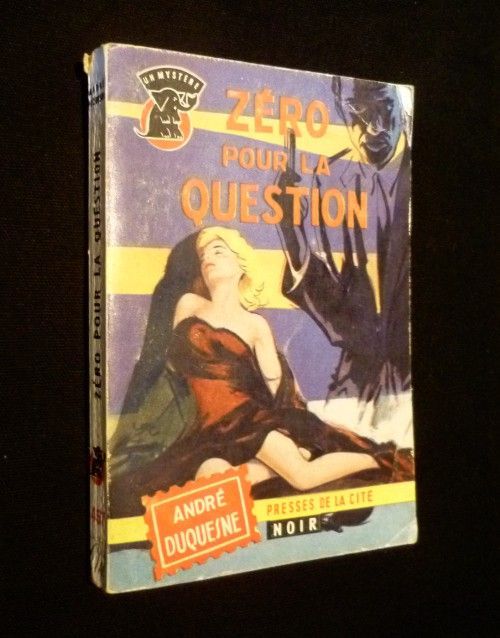 UN MYSTÈRE
ZÉRO
POUR LA
QUESTION
ANDRÉ
DUQUESNE
PRESSES DE LA CITÉ
NOIR
ZÉRO POUR LA QUESTION